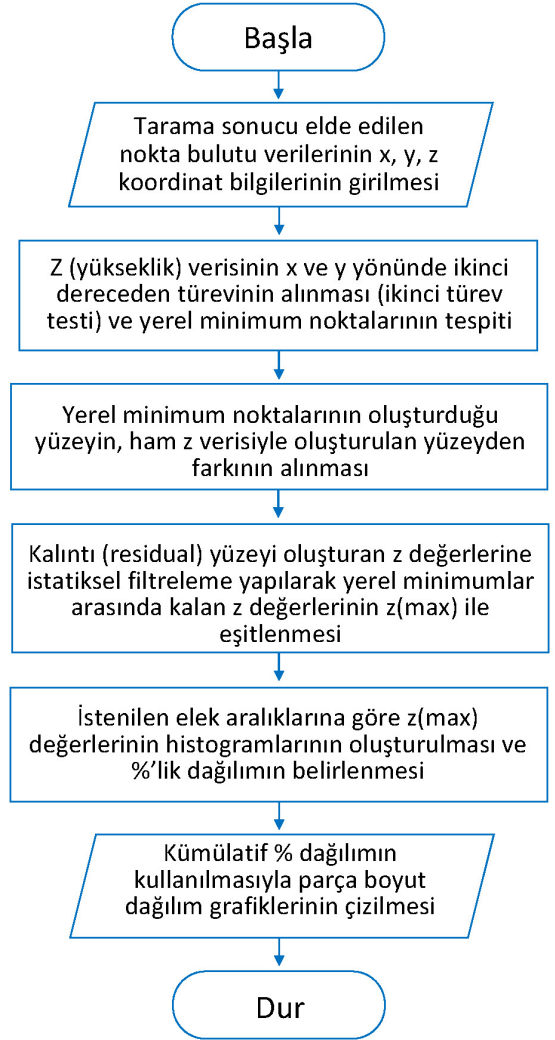 Başla
Tarama sonucu elde edilen
nokta bulutu verilerinin x, y, z
koordinat bilgilerinin girilmesi
Z (yükseklik) verisinin x ve y yönünde ikinci
dereceden türevinin alınması (ikinci türev
testi) ve yerel minimum noktalarının tespiti
Yerel minimum noktalarının oluşturduğu
yüzeyin, ham z verisiyle oluşturulan yüzeyden
farkının alınması
Kalıntı (residual) yüzeyi oluşturan z değerlerine
istatiksel filtreleme yapılarak yerel minimumlar
arasında kalan z değerlerinin z(max) ile
eşitlenmesi
İstenilen elek aralıklarına göre z(max)
değerlerinin histogramlarının oluşturulması ve
%’lik dağılımın belirlenmesi
Kümülatif % dağılımın
kullanılmasıyla parça boyut
dağılım grafiklerinin çizilmesi
Dur